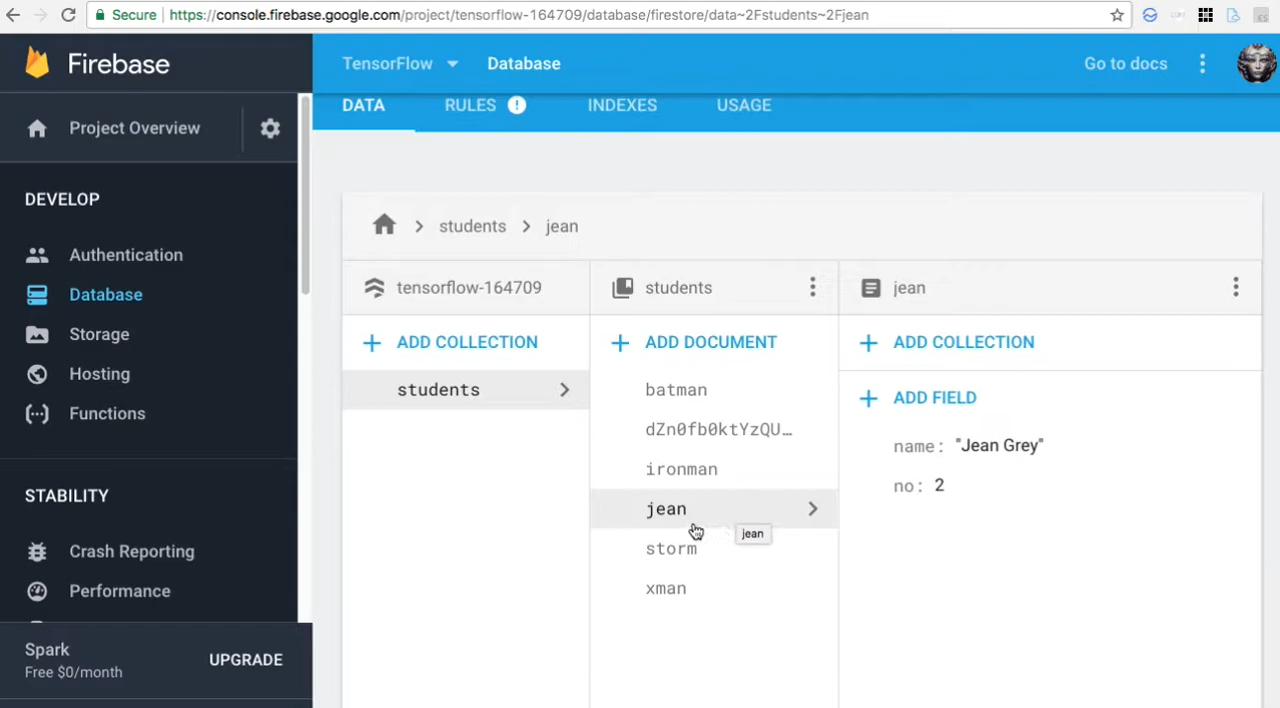 Secure
https://console.firebase.google.com/project/tensorflow-164709/database/firestore/data~2Fstudents~2Fjean
Firebase
TensorFlow
Database
Go to docs
DATA
RULES
!
INDEXES
USAGE
Project Overview
DEVELOP
Authentication
Database
Storage
Hosting
Functions
STABILITY
Crash Reporting
Performance
Spark
Free $0/month
UPGRADE
students
jean
tensorflow-164709
+ ADD COLLECTION
students
students
+ ADD DOCUMENT
batman
dZn0fb0ktYzQU...
ironman
jean
jean
storm
xman
jean
+ ADD COLLECTION
+ ADD FIELD
name: "Jean Grey"
no: 2